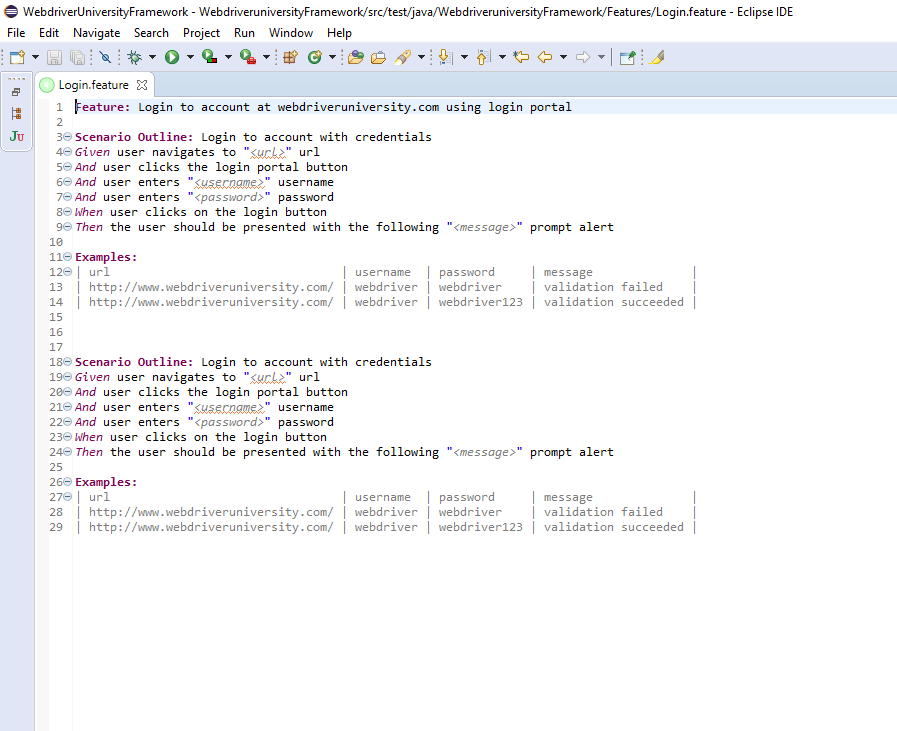 WebdriverUniversityFramework - WebdriveruniversityFramework/src/test/java/WebdriveruniversityFramework/Features/Login.feature - Eclipse IDE
File Edit Navigate Search Project Run Window Help
Login.feature
JU
1 Feature: Login to account at webdriveruniversity.com using login portal
2
3 Scenario Outline: Login to account with credentials
4 Given user navigates to "<url>" url
5 And user clicks the login portal button
6 And user enters "<username>" username
7 And user enters "<password>" password
8 When user clicks on the login button
9 Then the user should be presented with the following "<message>" prompt alert
10
11 Examples:
12 | url | username | password | message |
13 | http://www.webdriveruniversity.com/ | webdriver | webdriver | validation failed |
14 | http://www.webdriveruniversity.com/ | webdriver | webdriver123 | validation succeeded |
15
16
17
18 Scenario Outline: Login to account with credentials
19 Given user navigates to "<url>" url
20 And user clicks the login portal button
21 And user enters "<username>" username
22 And user enters "<password>" password
23 When user clicks on the login button
24 Then the user should be presented with the following "<message>" prompt alert
25
26 Examples:
27 | url | username | password | message |
28 | http://www.webdriveruniversity.com/ | webdriver | webdriver | validation failed |
29 | http://www.webdriveruniversity.com/ | webdriver | webdriver123 | validation succeeded |